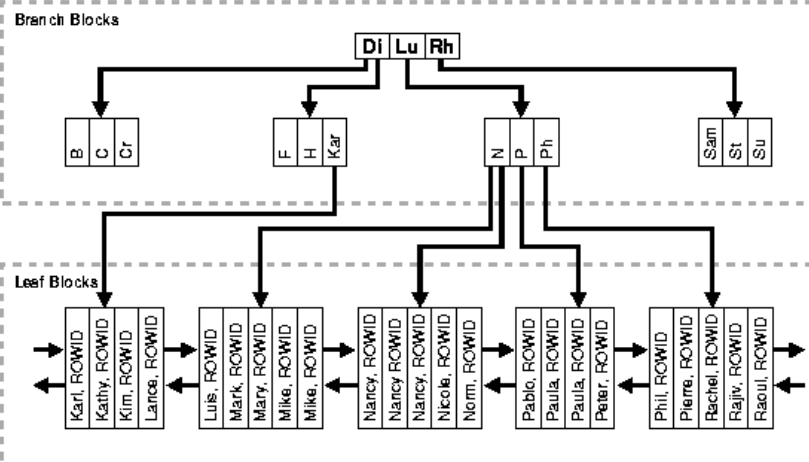 Branch Blocks
Di Lu Rh
B
C
Cr
F
H
Kar
N
P
Ph
Sam
St
Su
Leaf Blocks
Karl, ROWID
Kathy, ROWID
Kim, ROWID
Lance, ROWID
Luis, ROWID
Mark, ROWID
Mary, ROWID
Mike, ROWID
Mike, ROWID
Nancy, ROWID
Nancy ROWID
Nancy, ROWID
Nicole, ROWID
Norm, ROWID
Pablo, ROWID
Paula, ROWID
Paula, ROWID
Peter, ROWID
Phil, ROWID
Pierre, ROWID
Rachel, ROWID
Rajiv, ROWID
Raoul, ROWID